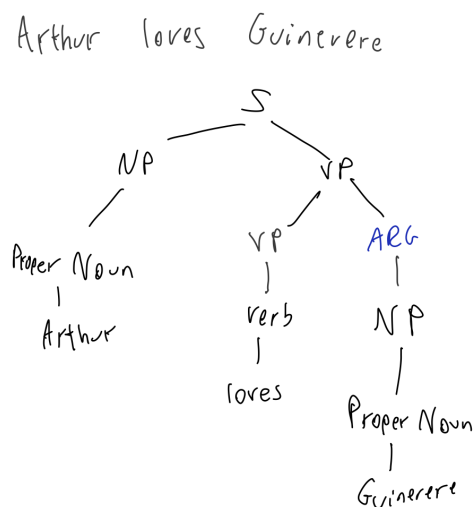 Arthur loves Guinevere
S
NP VP
VP ARG
Proper Noun verb NP
Arthur loves
Proper Noun
Guinevere